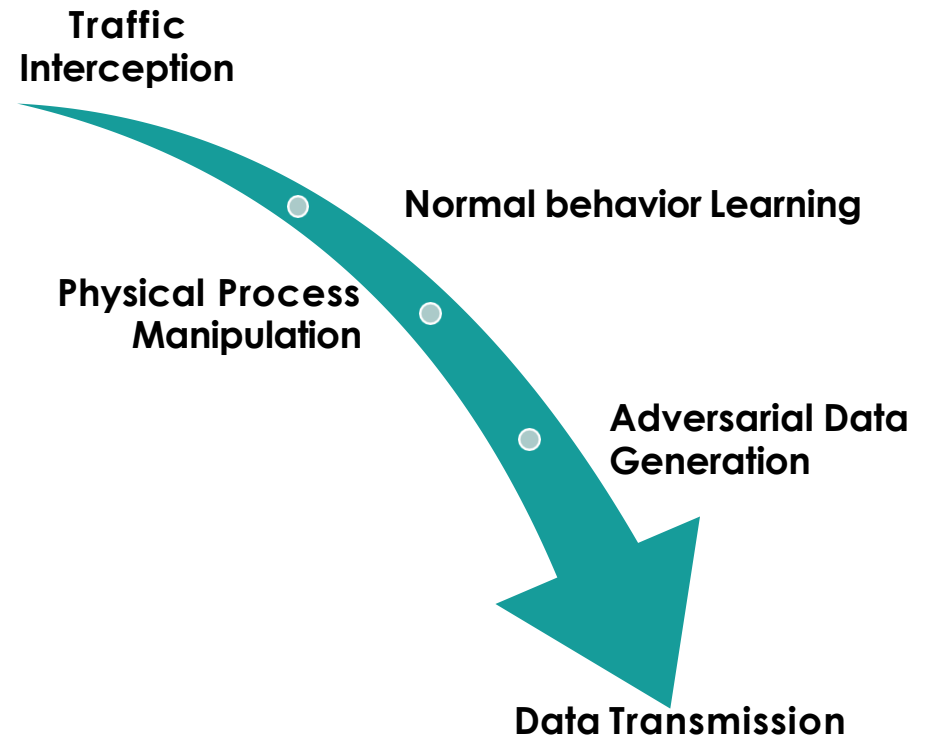 Traffic
Interception
Normal behavior Learning
Physical Process
Manipulation
Adversarial Data
Generation
Data Transmission